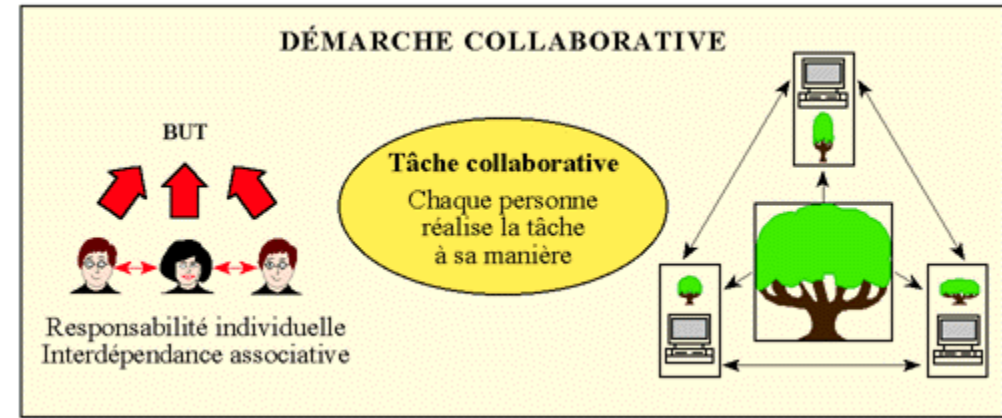 DÉMARCHE COLLABORATIVE
BUT
Responsabilité individuelle
Interdépendance associative
Tâche collaborative
Chaque personne
réalise la tâche
à sa manière